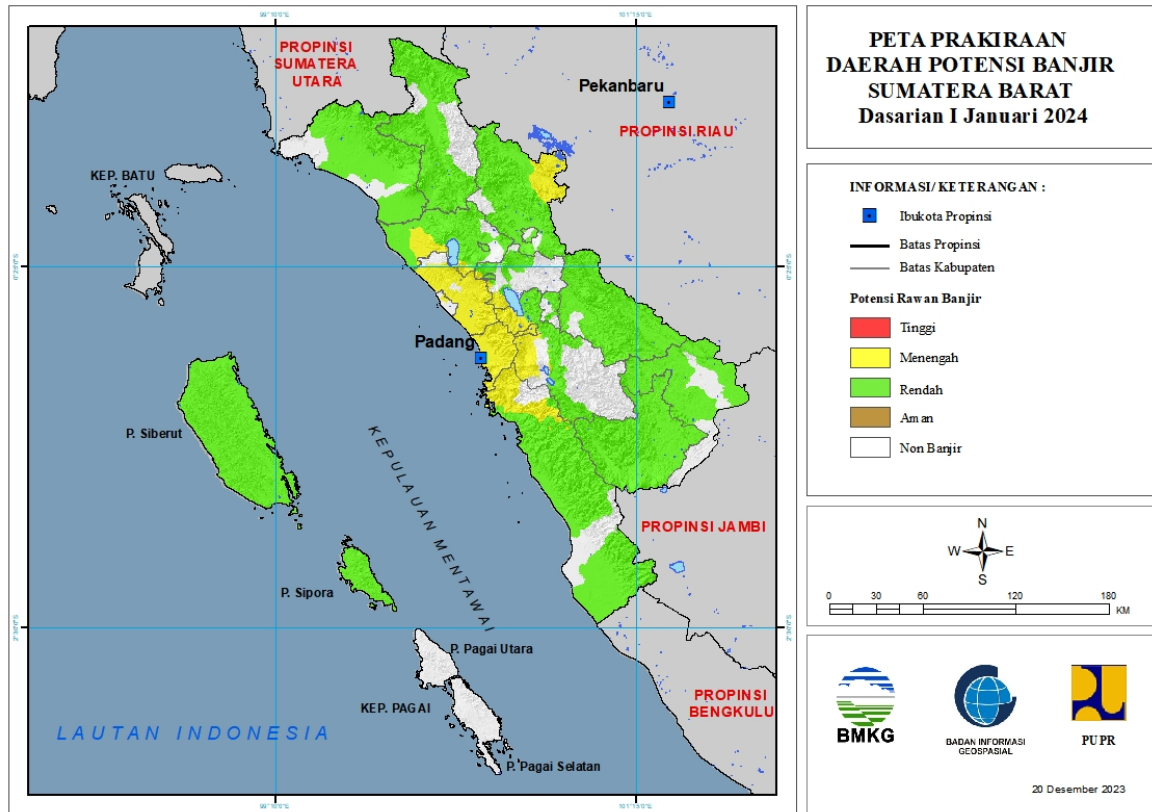 PETA PRAKIRAAN
DAERAH POTENSI BANJIR
SUMATERA BARAT
Dasarian I Januari 2024
INFORMASI/ KETERANGAN :
Ibukota Propinsi
Batas Propinsi
Batas Kabupaten
Potensi Rawan Banjir
Tinggi
Menengah
Rendah
Aman
Non Banjir
N
W
E
S
0
30
60
120
180
KM
BMKG
BADAN INFORMASI
GEOSPASIAL
PUPR
20 Desember 2023
PROPINSI
SUMATERA
UTARA
Pekanbaru
PROPINSI RIAU
KEP. BATU
Padang
P. Siberut
KEPULAUAN MENTAWAI
PROPINSI JAMBI
P. Sipora
P. Pagai Utara
KEP. PAGAI
PROPINSI
BENGKULU
LAUTAN INDONESIA
P. Pagai Selatan